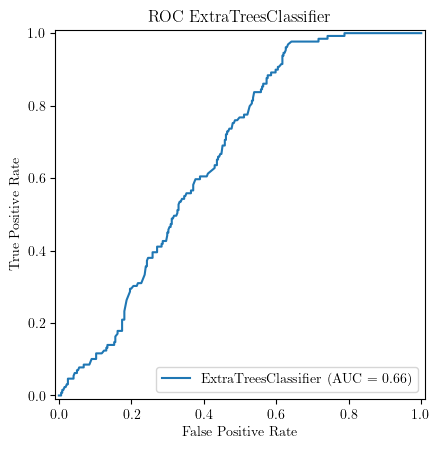 ROC ExtraTreesClassifier
1.0
0.8
0.6
0.4
0.2
0.0
True Positive Rate
ExtraTreesClassifier (AUC = 0.66)
0.0 0.2 0.4 0.6 0.8 1.0
False Positive Rate